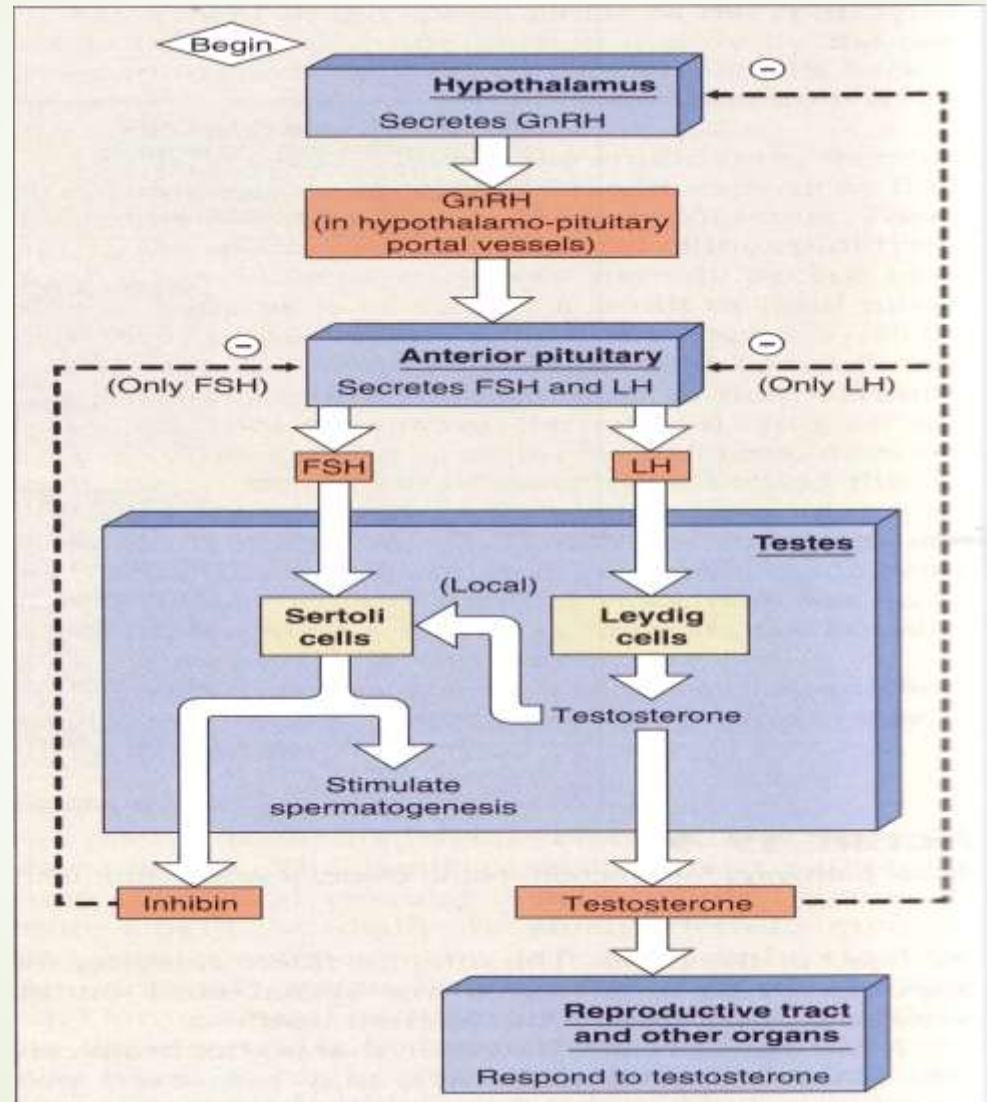 Begin
Hypothalamus
Secretes GnRH
GnRH
(in hypothalamo-pituitary
portal vessels)
Anterior pituitary
Secretes FSH and LH
(Only FSH)
(Only LH)
FSH
LH
Testes
(Local)
Sertoli
cells
Leydig
cells
Testosterone
Stimulate
spermatogenesis
Inhibin
Testosterone
Reproductive tract
and other organs
Respond to testosterone